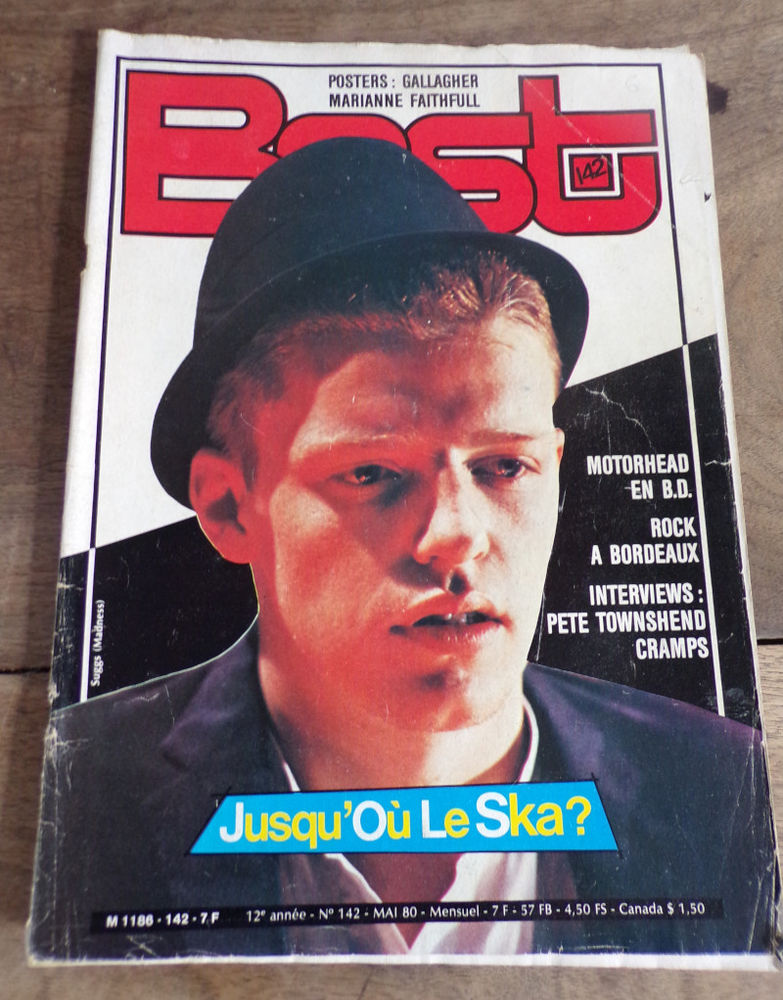 POSTERS : GALLAGHER
MARIANNE FAITHFULL
Best
142
MOTORHEAD
EN B.D.
ROCK
A BORDEAUX
INTERVIEWS :
PETE TOWNSHEND
CRAMPS
Suggs (Madness)
Jusqu'Où Le Ska?
M 1186 - 142 - 7 F 12e année - Nº 142 - MAI 80 - Mensuel - 7 F - 57 FB - 4,50 FS - Canada $ 1,50